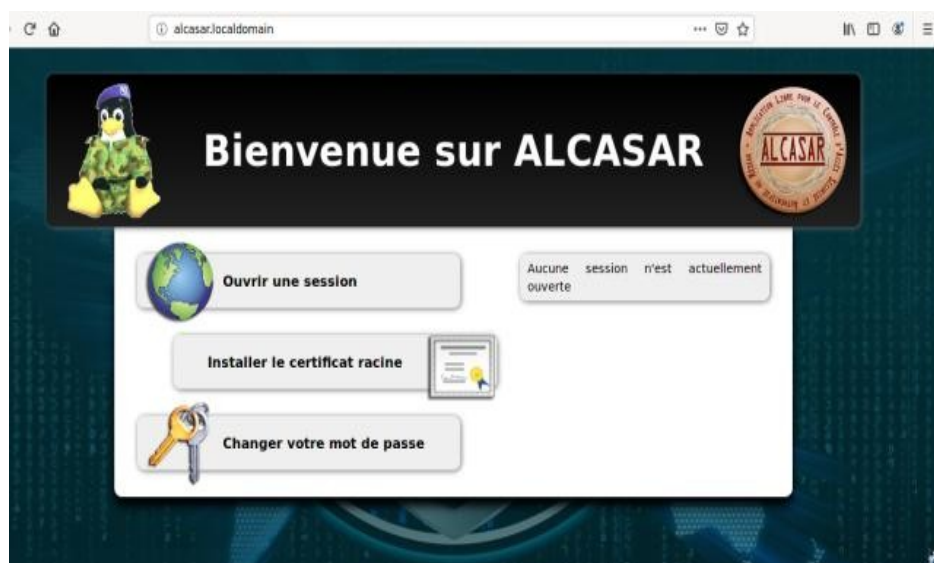 alcasar.localdomain
Bienvenue sur ALCASAR
ALCASAR
Ouvrir une session
Aucune session n'est actuellement
ouverte
Installer le certificat racine
Changer votre mot de passe